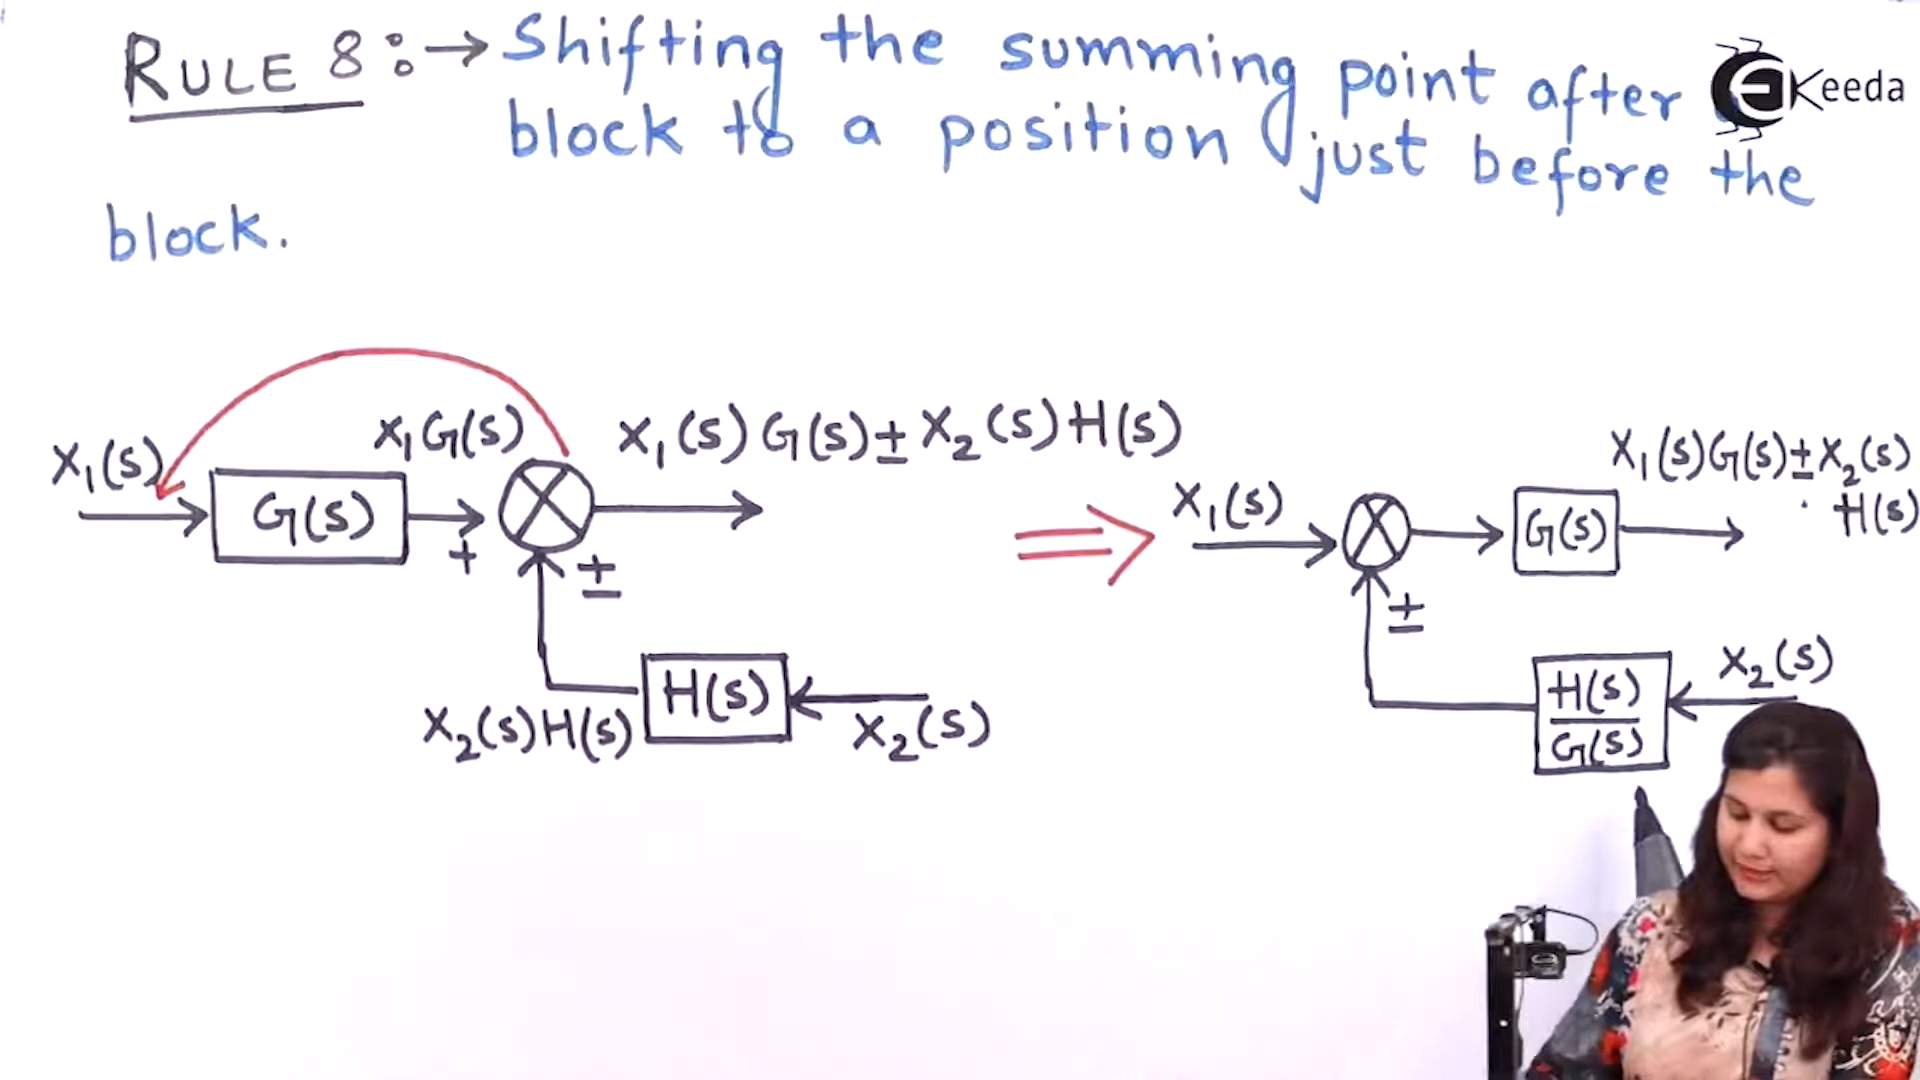 RULE 8:→ Shifting the summing point after
block to a position just before the
block.
EKeeda
X₁(s)
G(s)
X₁G(s)
+
±
X₁(s)G(s)±X₂(s)H(s)
X₂(s)H(s)
H(s)
X₂(s)
⇒
X₁(s)
±
G(s)
X₁(s)G(s)±X₂(s)
· H(s)
H(s)
G(s)
X₂(s)